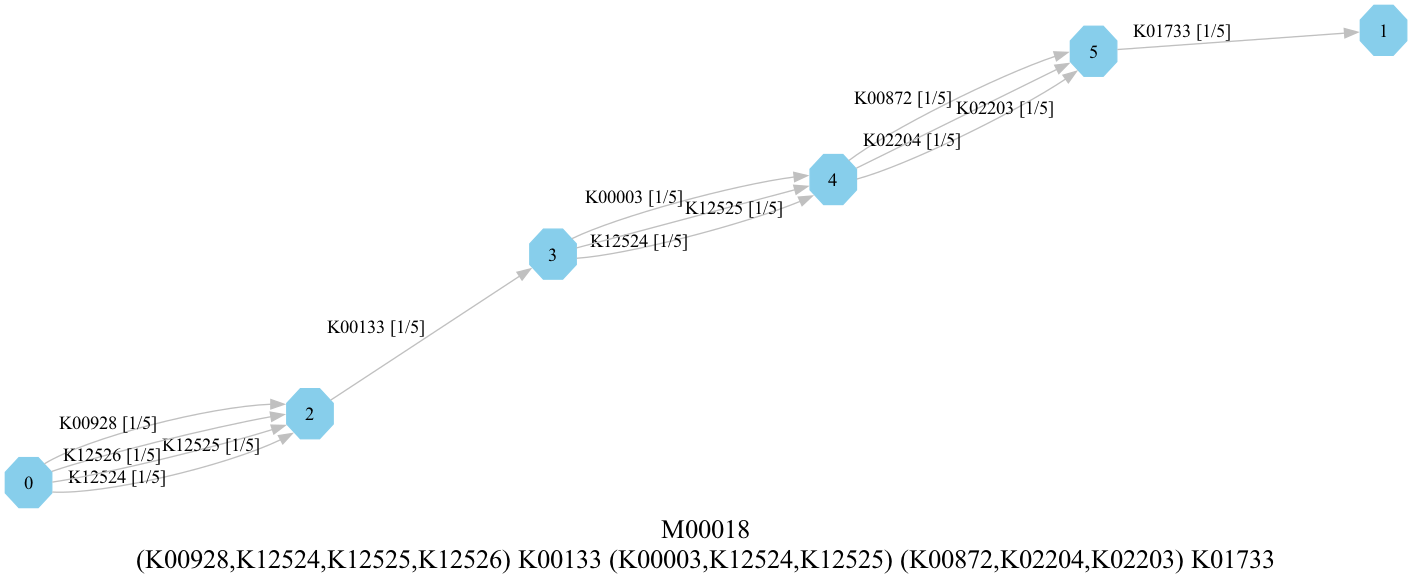 1
K01733 [1/5]
5
K00872 [1/5]
K02203 [1/5]
K02204 [1/5]
4
K00003 [1/5]
K12525 [1/5]
K12524 [1/5]
3
K00133 [1/5]
2
K00928 [1/5]
K12525 [1/5]
K12526 [1/5]
K12524 [1/5]
0
M00018
(K00928,K12524,K12525,K12526) K00133 (K00003,K12524,K12525) (K00872,K02204,K02203) K01733